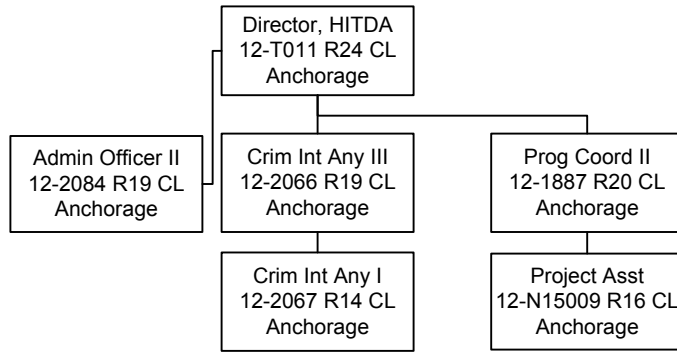 Director, HITDA
12-T011 R24 CL
Anchorage
Admin Officer II
12-2084 R19 CL
Anchorage
Crim Int Any III
12-2066 R19 CL
Anchorage
Prog Coord II
12-1887 R20 CL
Anchorage
Crim Int Any I
12-2067 R14 CL
Anchorage
Project Asst
12-N15009 R16 CL
Anchorage